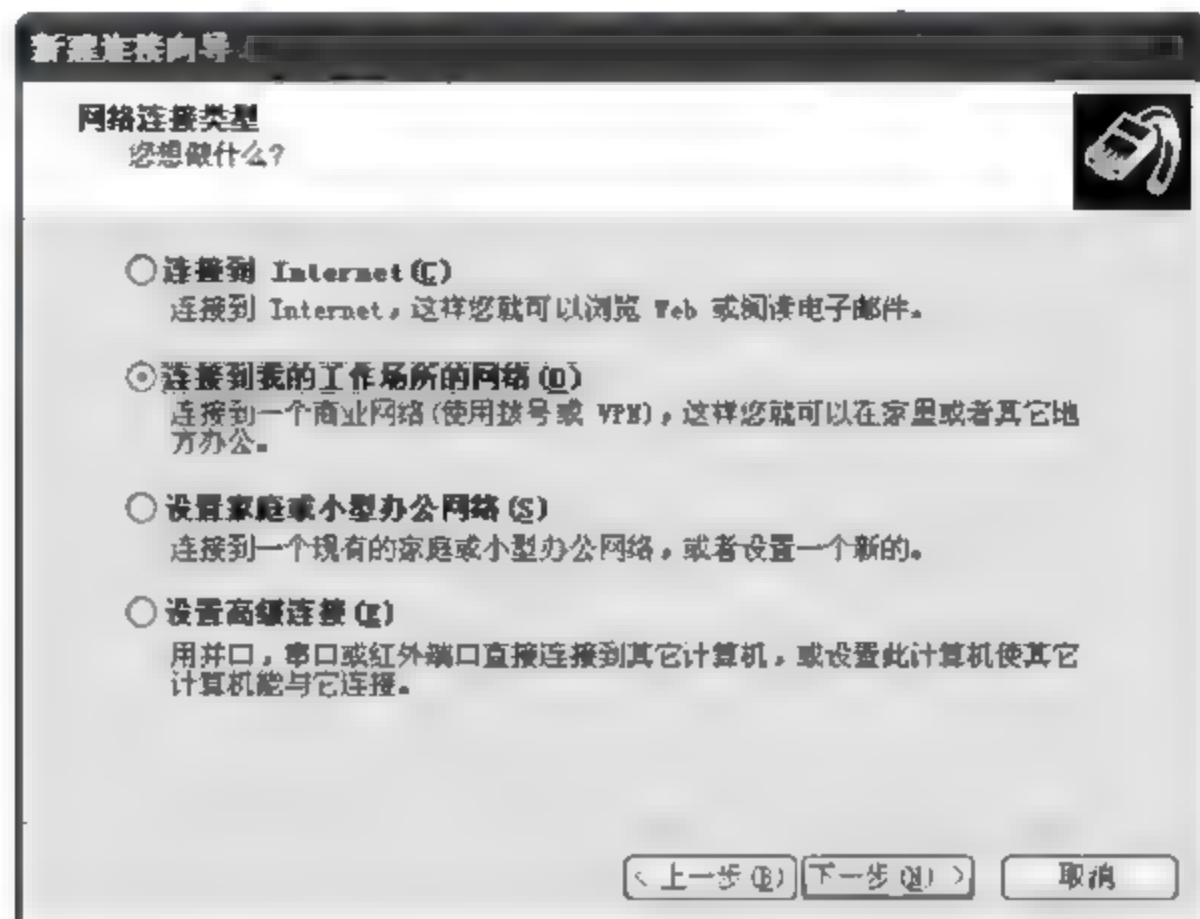 新建连接向导
网络连接类型
您想做什么?
连接到 Internet(C)
连接到 Internet，这样您就可以浏览 Web 或阅读电子邮件。
连接到我的工作场所的网络(O)
连接到一个商业网络(使用拨号或 VPN)，这样您就可以在家里或者其它地
方办公。
设置家庭或小型办公网络(S)
连接到一个现有的家庭或小型办公网络，或者设置一个新的。
设置高级连接(E)
用并口，串口或红外端口直接连接到其它计算机，或设置此计算机使其它
计算机能与它连接。
< 上一步(B)
下一步(N) >
取消